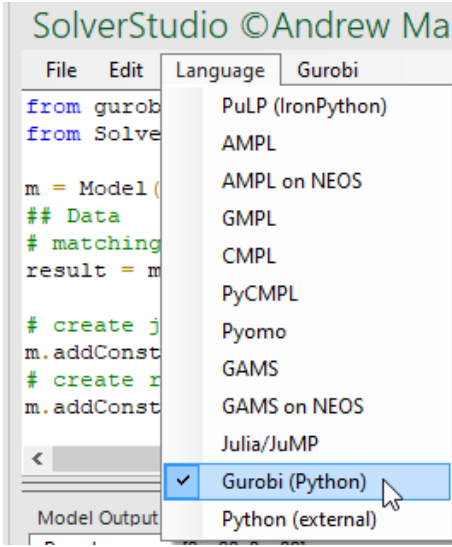 SolverStudio ©Andrew Ma
File Edit Language Gurobi
from gurob
from Solve
m = Model(
## Data
# matching
result = m
# create j
m.addConst
# create r
m.addConst
<
PuLP (IronPython)
AMPL
AMPL on NEOS
GMPL
CMPL
PyCMPL
Pyomo
GAMS
GAMS on NEOS
Julia/JuMP
Gurobi (Python)
Python (external)
Model Output